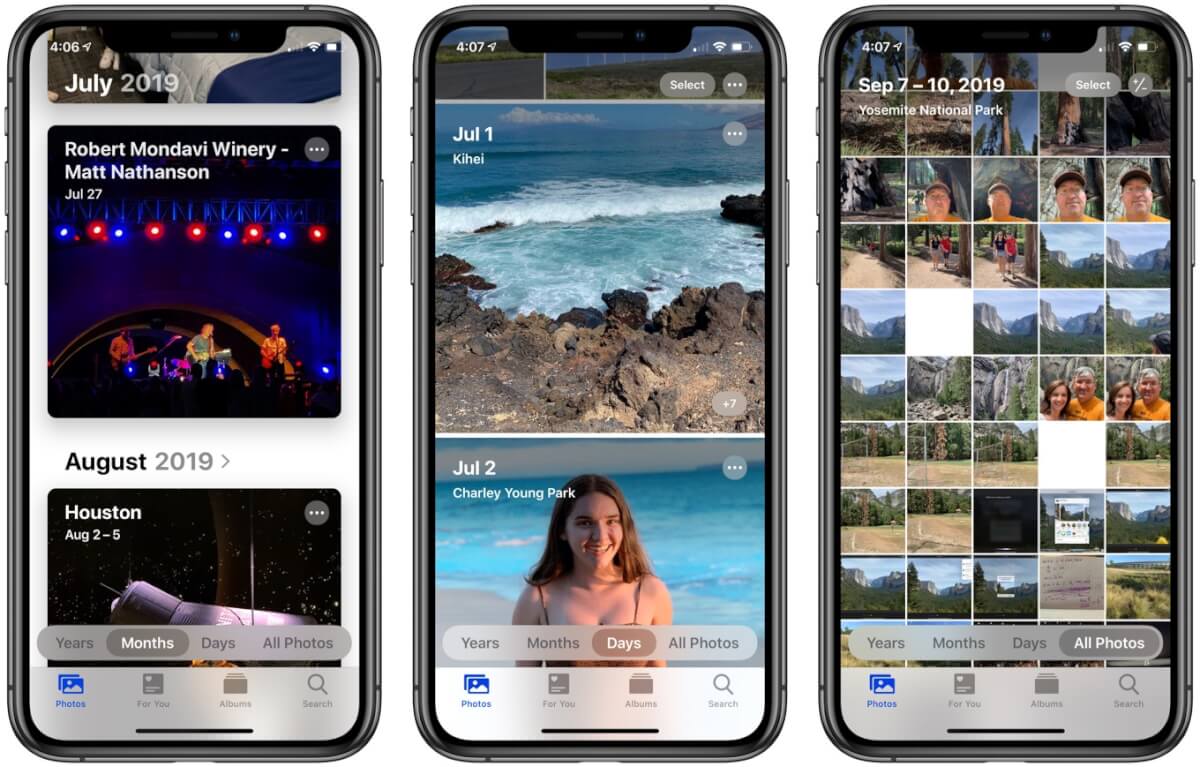 4:06
July 2019
Robert Mondavi Winery -
Matt Nathanson
Jul 27
August 2019
Houston
Aug 2 – 5
Years Months Days All Photos
Photos For You Albums Search
4:07
Select
Jul 1
Kihei
+7
Jul 2
Charley Young Park
Years Months Days All Photos
Photos For You Albums Search
4:07
Sep 7 – 10, 2019
Select
Yosemite National Park
Years Months Days All Photos
Photos For You Albums Search